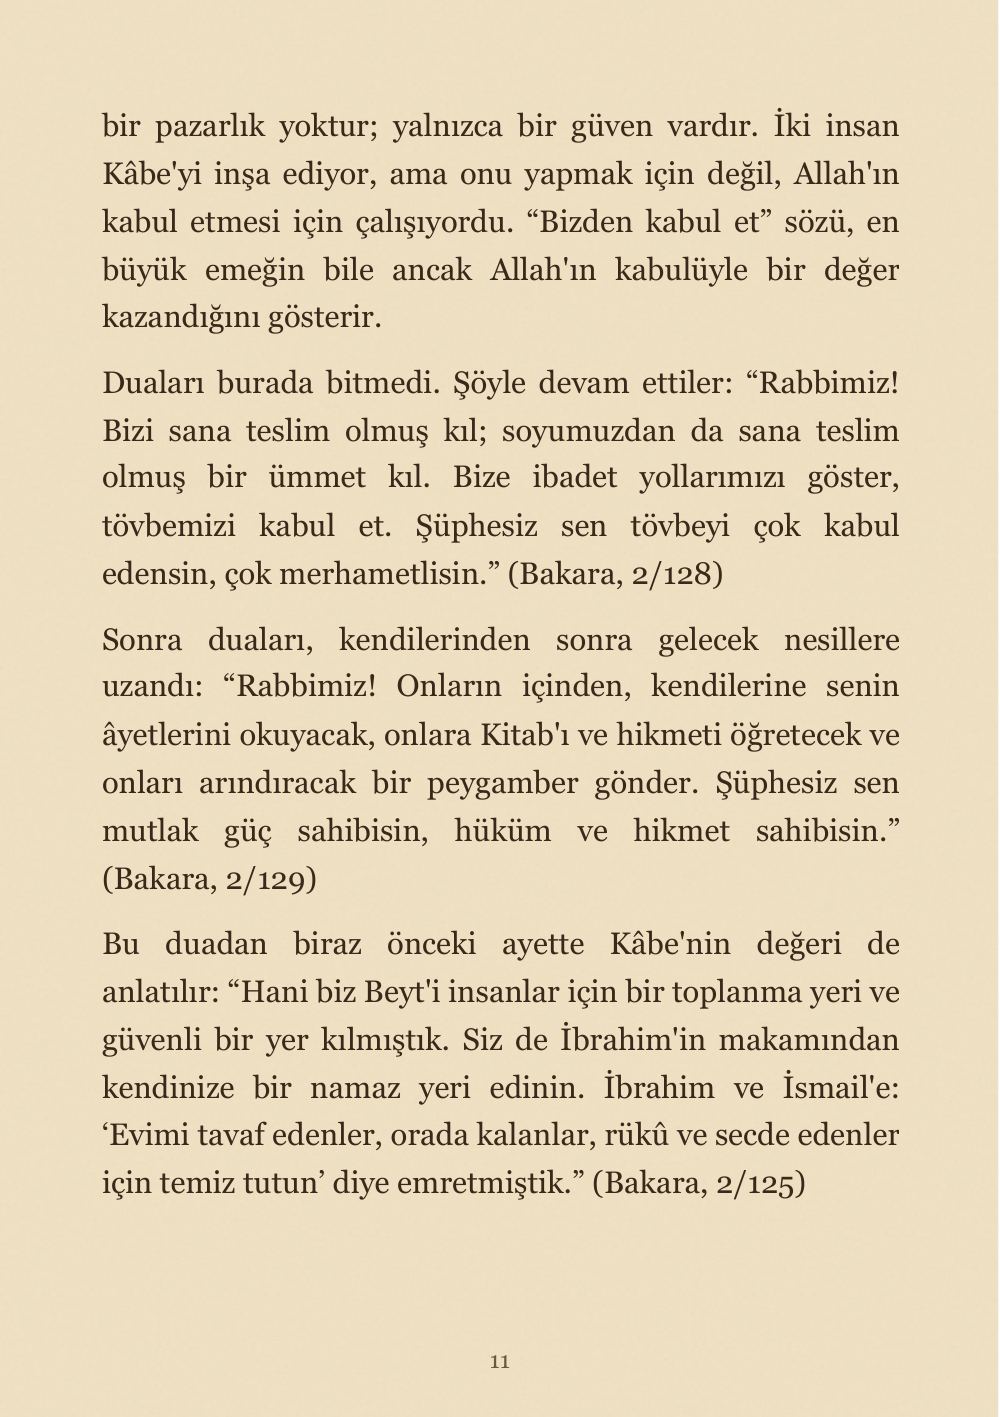 bir pazarlık yoktur; yalnızca bir güven vardır. İki insan
Kâbe'yi inşa ediyor, ama onu yapmak için değil, Allah'ın
kabul etmesi için çalışıyordu. “Bizden kabul et” sözü, en
büyük emeğin bile ancak Allah'ın kabulüyle bir değer
kazandığını gösterir.
Duaları burada bitmedi. Şöyle devam ettiler: “Rabbimiz!
Bizi sana teslim olmuş kıl; soyumuzdan da sana teslim
olmuş bir ümmet kıl. Bize ibadet yollarımızı göster,
tövbemizi kabul et. Şüphesiz sen tövbeyi çok kabul
edensin, çok merhametlisin.” (Bakara, 2/128)
Sonra duaları, kendilerinden sonra gelecek nesillere
uzandı: “Rabbimiz! Onların içinden, kendilerine senin
âyetlerini okuyacak, onlara Kitab'ı ve hikmeti öğretecek ve
onları arındıracak bir peygamber gönder. Şüphesiz sen
mutlak güç sahibisin, hüküm ve hikmet sahibisin.”
(Bakara, 2/129)
Bu duadan biraz önceki ayette Kâbe'nin değeri de
anlatılır: “Hani biz Beyt'i insanlar için bir toplanma yeri ve
güvenli bir yer kılmıştık. Siz de İbrahim'in makamından
kendinize bir namaz yeri edinin. İbrahim ve İsmail'e:
‘Evimi tavaf edenler, orada kalanlar, rükû ve secde edenler
için temiz tutun’ diye emretmiştik.” (Bakara, 2/125)
11